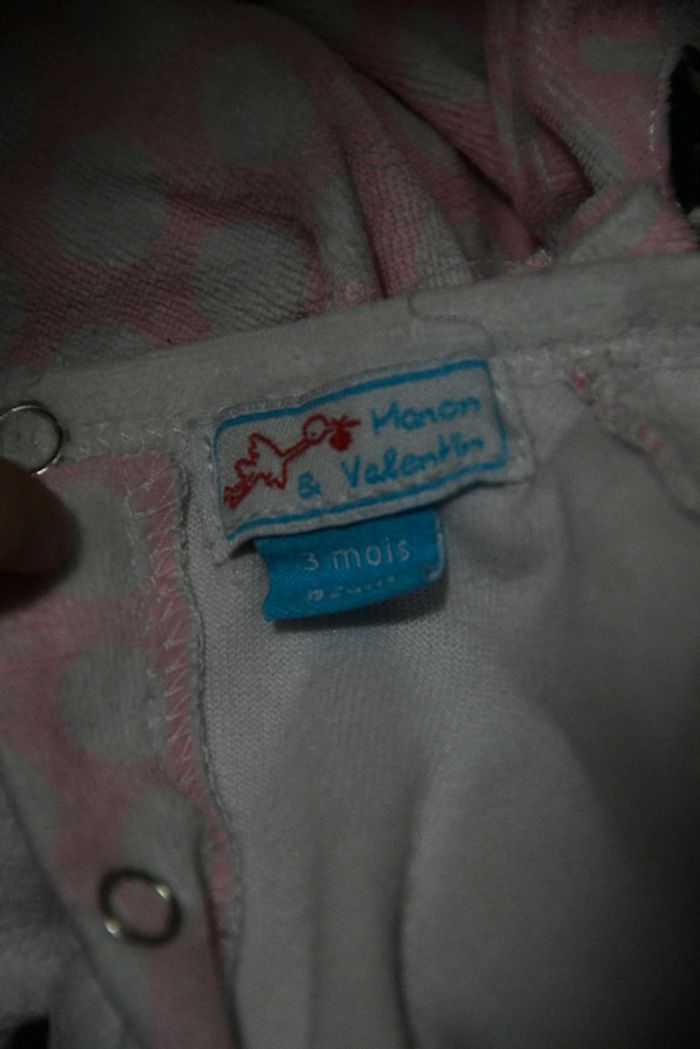 Manon
& Valentin
3 mois